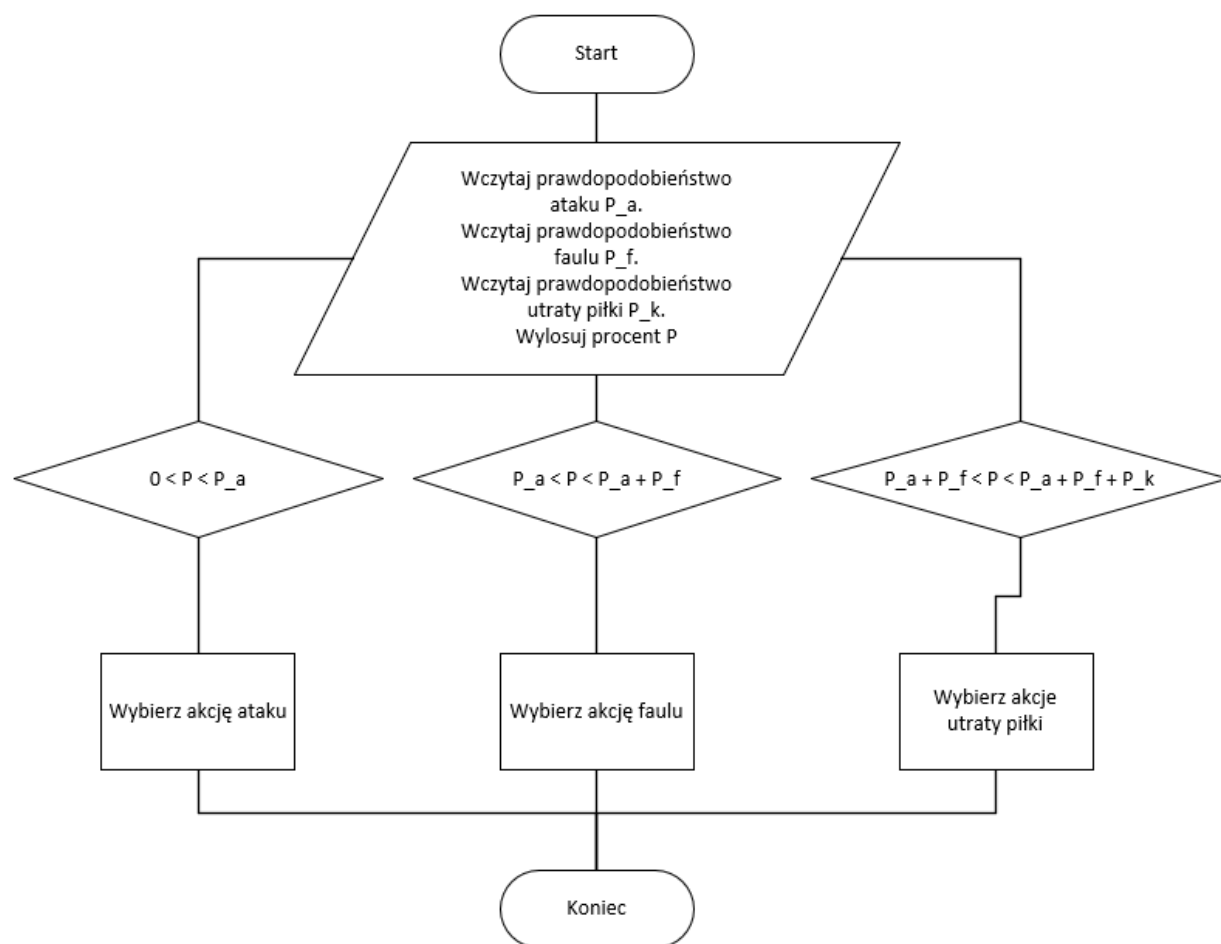 Start
Wczytaj prawdopodobieństwo
ataku P_a.
Wczytaj prawdopodobieństwo
faulu P_f.
Wczytaj prawdopodobieństwo
utraty piłki P_k.
Wylosuj procent P
0 < P < P_a
P_a < P < P_a + P_f
P_a + P_f < P < P_a + P_f + P_k
Wybierz akcję ataku
Wybierz akcję faulu
Wybierz akcje
utraty piłki
Koniec